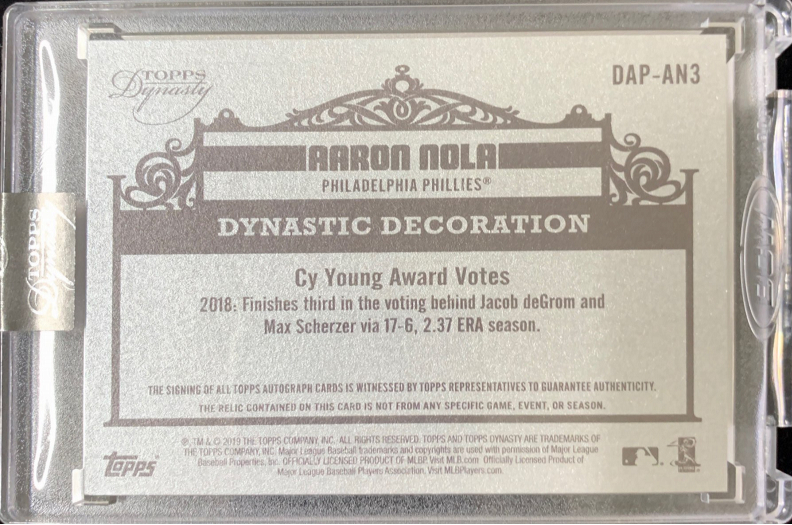 TOPPS
Dynasty
DAP-AN3
AARON NOLA
PHILADELPHIA PHILLIES®
DYNASTIC DECORATION
Cy Young Award Votes
2018: Finishes third in the voting behind Jacob deGrom and
Max Scherzer via 17-6, 2.37 ERA season.
THE SIGNING OF ALL TOPPS AUTOGRAPH CARDS IS WITNESSED BY TOPPS REPRESENTATIVES TO GUARANTEE AUTHENTICITY.
THE RELIC CONTAINED ON THIS CARD IS NOT FROM ANY SPECIFIC GAME, EVENT, OR SEASON.
®, TM & © 2019 THE TOPPS COMPANY, INC. ALL RIGHTS RESERVED. TOPPS AND TOPPS DYNASTY ARE TRADEMARKS OF
THE TOPPS COMPANY, INC. Major League Baseball trademarks and copyrights are used with permission of Major League
Baseball Properties, Inc. OFFICIALLY LICENSED PRODUCT OF MLBP. Visit MLB.com. Officially Licensed Product of
Major League Baseball Players Association. Visit MLBPlayers.com.
topps
TOPPS
Dynasty